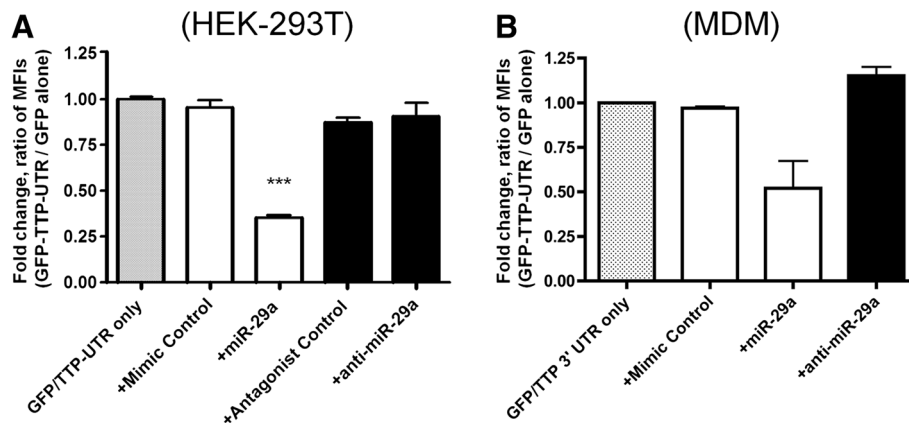 A
(HEK-293T)
Fold change, ratio of MFIs
(GFP-TTP-UTR / GFP alone)
1.25
1.00
0.75
0.50
0.25
0.00
***
GFP/TTP-UTR only
+Mimic Control
+miR-29a
+Antagonist Control
+anti-miR-29a
B
(MDM)
Fold change, ratio of MFIs
(GFP-TTP-UTR / GFP alone)
1.25
1.00
0.75
0.50
0.25
0.00
GFP/TTP 3' UTR only
+Mimic Control
+miR-29a
+anti-miR-29a